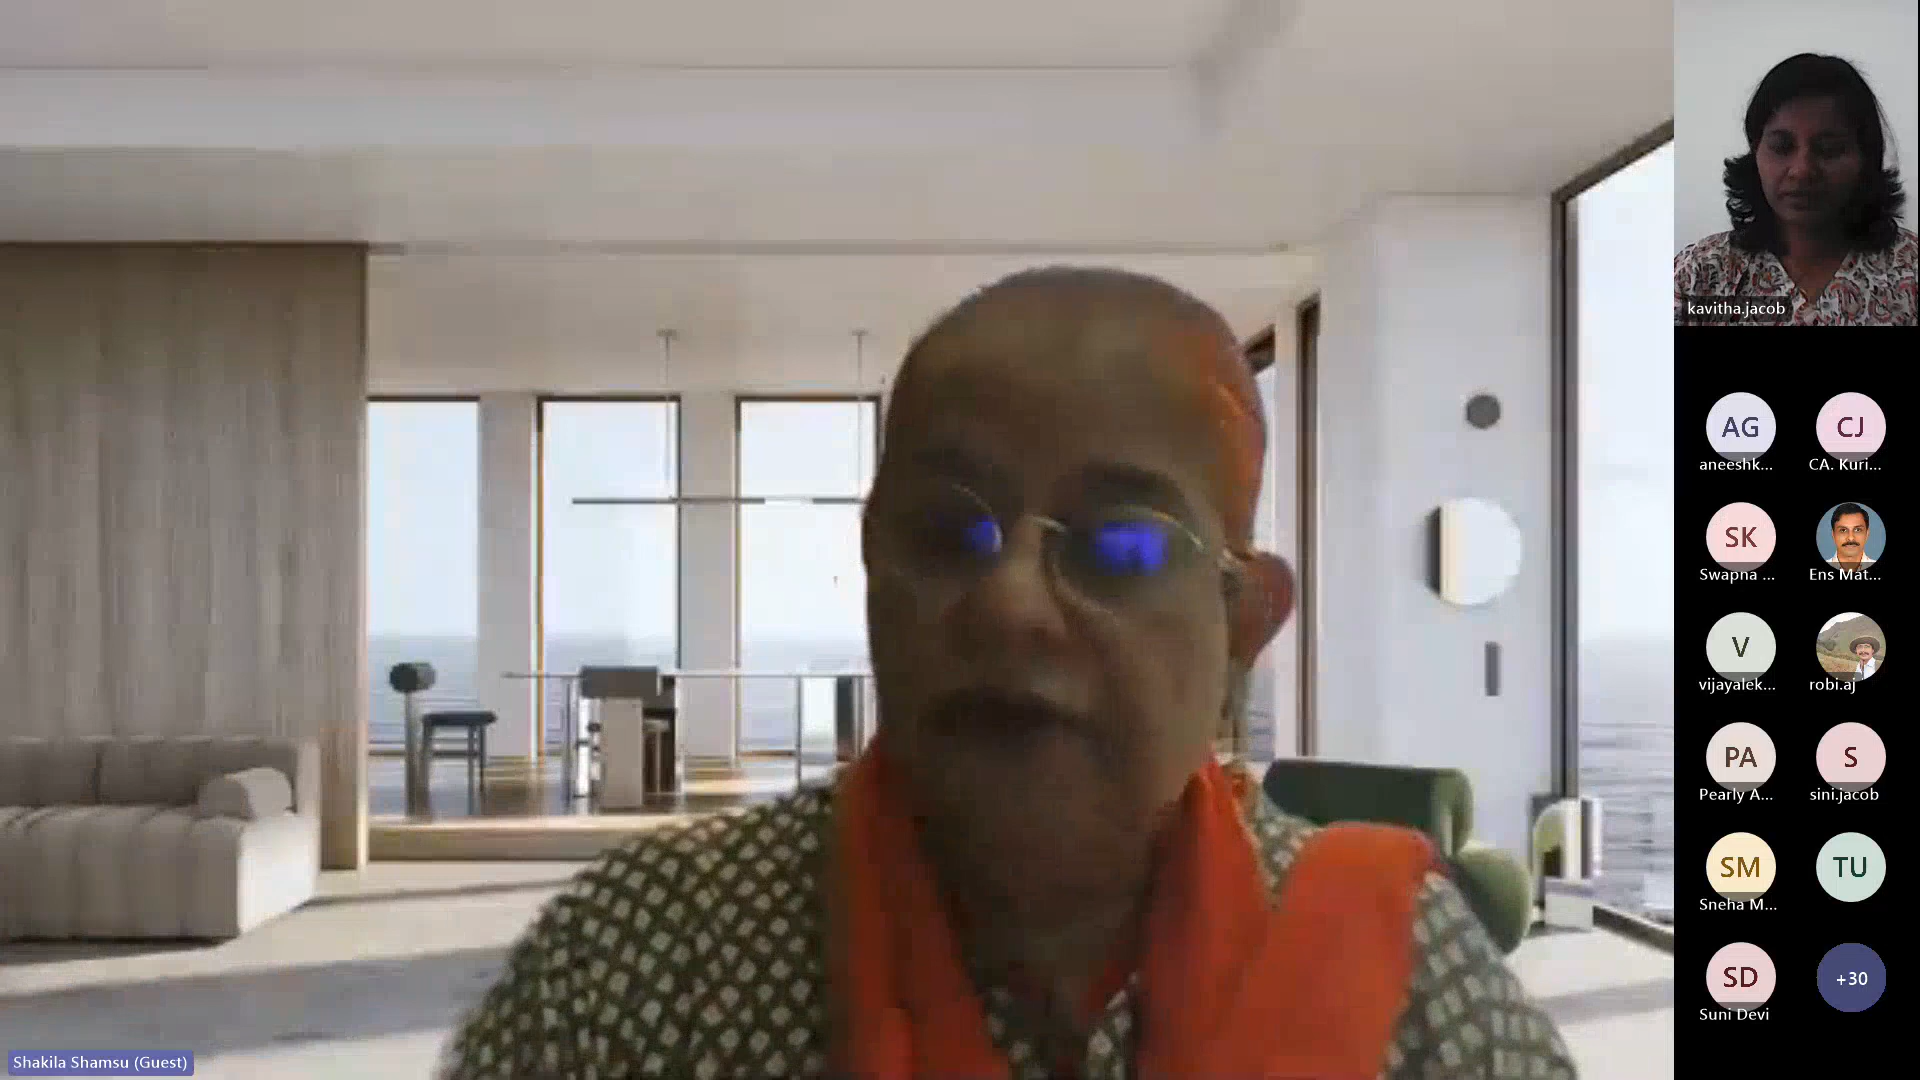 kavitha.jacob
AG
CJ
aneeshk...
CA. Kuri...
SK
Swapna ...
Ens Mat...
V
vijayalek...
robi.aj
PA
S
Pearly A...
sini.jacob
SM
TU
Sneha M...
SD
+30
Suni Devi
Shakila Shamsu (Guest)